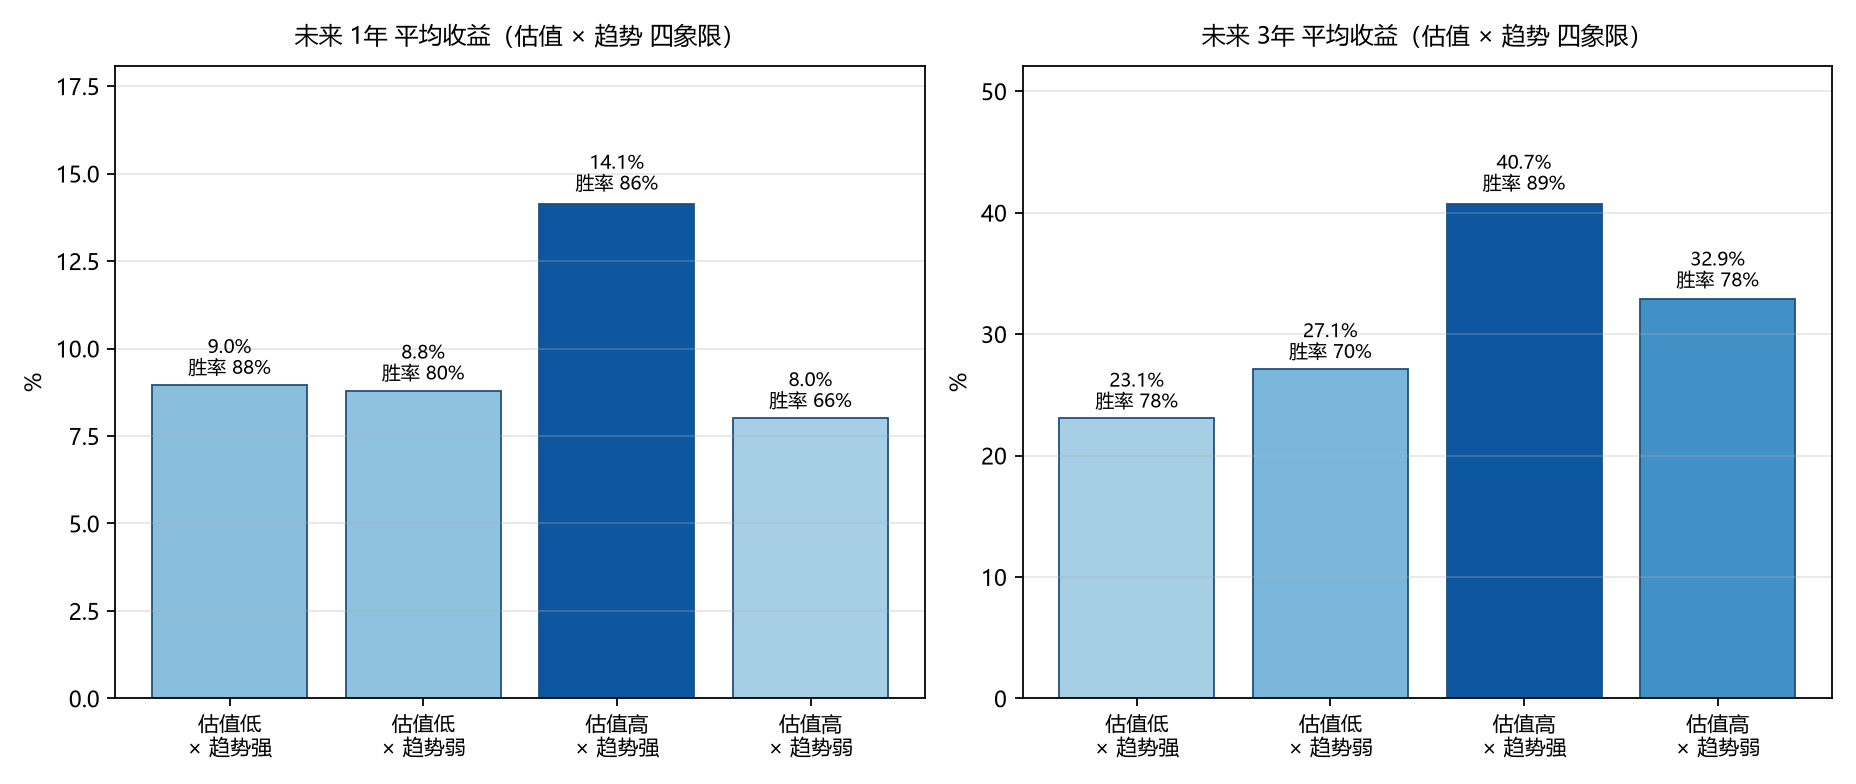 未来 1年 平均收益（估值 × 趋势 四象限）
%
17.5
15.0
12.5
10.0
7.5
5.0
2.5
0.0
9.0%
胜率 88%
8.8%
胜率 80%
14.1%
胜率 86%
8.0%
胜率 66%
估值低
× 趋势强
估值低
× 趋势弱
估值高
× 趋势强
估值高
× 趋势弱
未来 3年 平均收益（估值 × 趋势 四象限）
%
50
40
30
20
10
0
23.1%
胜率 78%
27.1%
胜率 70%
40.7%
胜率 89%
32.9%
胜率 78%
估值低
× 趋势强
估值低
× 趋势弱
估值高
× 趋势强
估值高
× 趋势弱